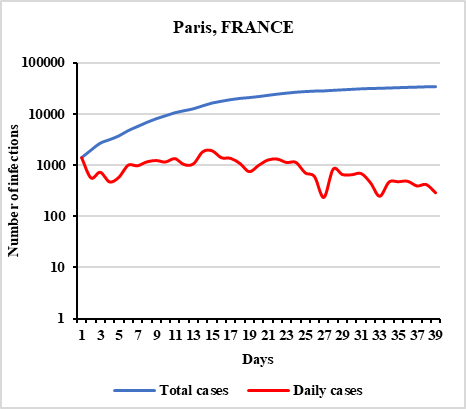 Paris, FRANCE
Number of infections
100000
10000
1000
100
10
1
1 3 5 7 9 11 13 15 17 19 21 23 25 27 29 31 33 35 37 39
Days
Total cases Daily cases